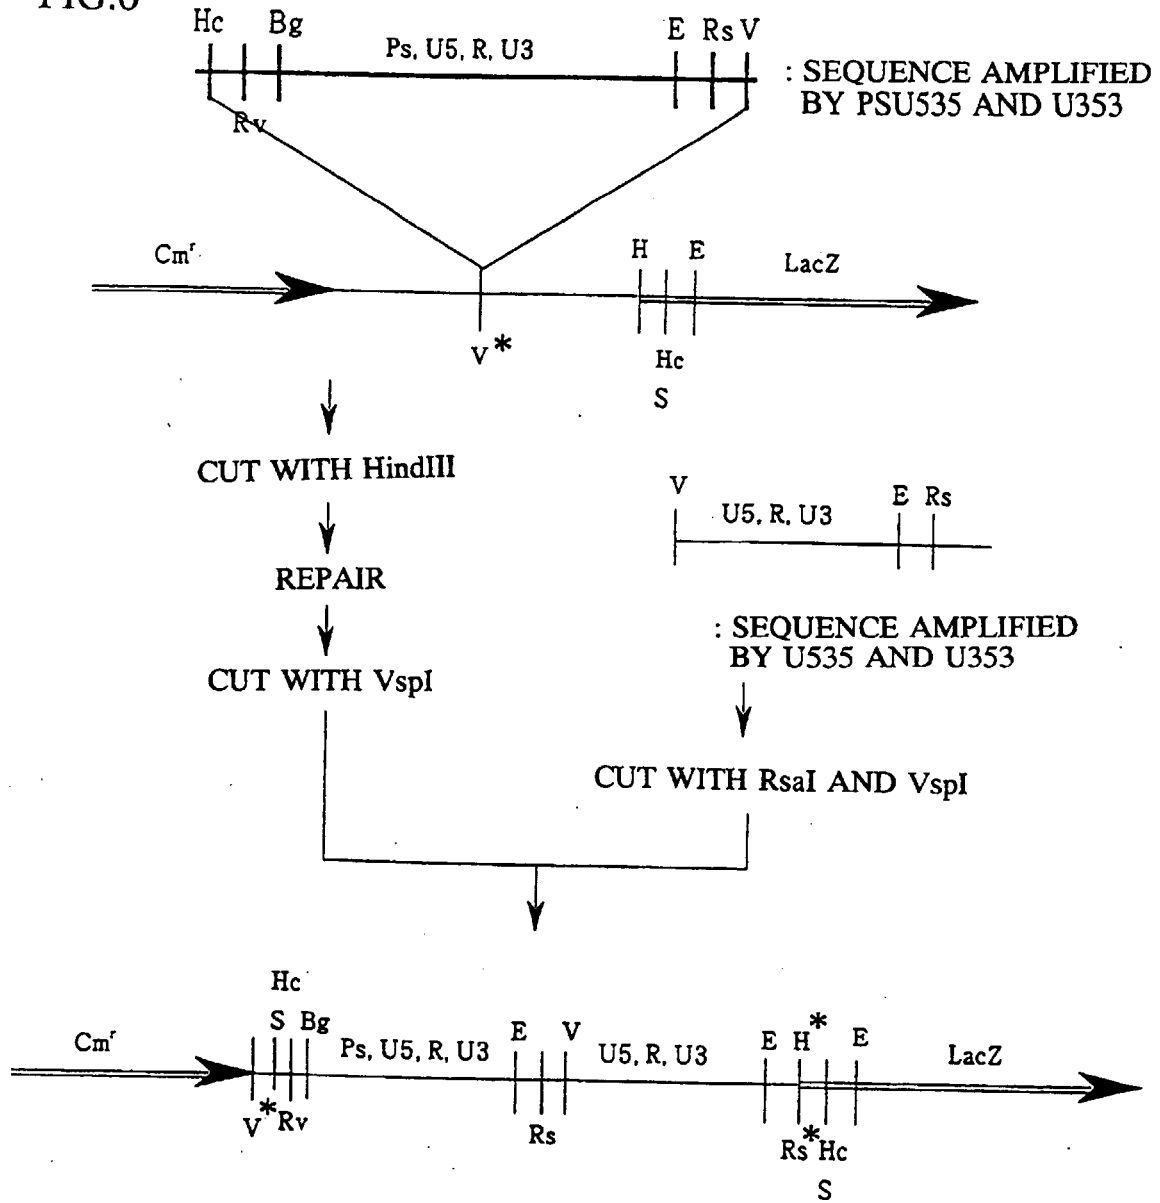 FIG.6
Hc Bg Ps, U5, R, U3 E Rs V
Rv
: SEQUENCE AMPLIFIED
BY PSU535 AND U353
Cmr H E LacZ
V* Hc
S
CUT WITH HindIII
V U5, R, U3 E Rs
REPAIR
: SEQUENCE AMPLIFIED
BY U535 AND U353
CUT WITH VspI
CUT WITH RsaI AND VspI
Hc
Cmr S Bg Ps, U5, R, U3 E V U5, R, U3 E H* E LacZ
V* Rv Rs Rs* Hc
S